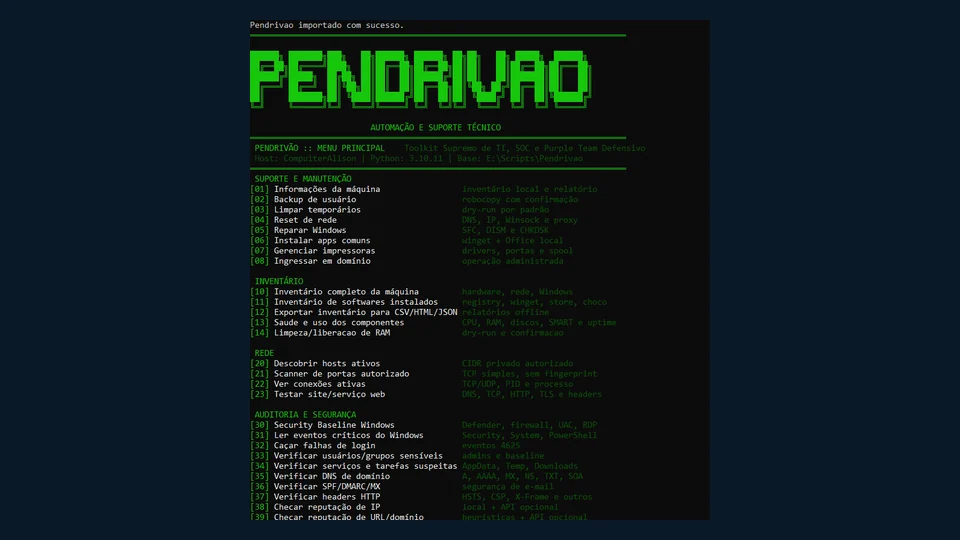 Pendrivao importado com sucesso.
PENDRIVAO
AUTOMAÇÃO E SUPORTE TÉCNICO
PENDRIVÃO :: MENU PRINCIPAL Toolkit Supremo de TI, SOC e Purple Team Defensivo
Host: CompuiterAlison | Python: 3.10.11 | Base: E:\Scripts\Pendrivao
SUPORTE E MANUTENÇÃO
[01] Informações da máquina inventário local e relatório
[02] Backup de usuário robocopy com confirmação
[03] Limpar temporários dry-run por padrão
[04] Reset de rede DNS, IP, Winsock e proxy
[05] Reparar Windows SFC, DISM e CHKDSK
[06] Instalar apps comuns winget + Office local
[07] Gerenciar impressoras drivers, portas e spool
[08] Ingressar em domínio operação administrada
INVENTÁRIO
[10] Inventário completo da máquina hardware, rede, Windows
[11] Inventário de softwares instalados registry, winget, store, choco
[12] Exportar inventário para CSV/HTML/JSON relatórios offline
[13] Saude e uso dos componentes CPU, RAM, discos, SMART e uptime
[14] Limpeza/liberacao de RAM dry-run e confirmacao
REDE
[20] Descobrir hosts ativos CIDR privado autorizado
[21] Scanner de portas autorizado TCP simples, sem fingerprint
[22] Ver conexões ativas TCP/UDP, PID e processo
[23] Testar site/serviço web DNS, TCP, HTTP, TLS e headers
AUDITORIA E SEGURANÇA
[30] Security Baseline Windows Defender, firewall, UAC, RDP
[31] Ler eventos críticos do Windows Security, System, PowerShell
[32] Caçar falhas de login eventos 4625
[33] Verificar usuários/grupos sensíveis admins e baseline
[34] Verificar serviços e tarefas suspeitas AppData, Temp, Downloads
[35] Verificar DNS de domínio A, AAAA, MX, NS, TXT, SOA
[36] Verificar SPF/DMARC/MX segurança de e-mail
[37] Verificar headers HTTP HSTS, CSP, X-Frame e outros
[38] Checar reputação de IP local + API opcional
[39] Checar reputação de URL/domínio heurísticas + API opcional